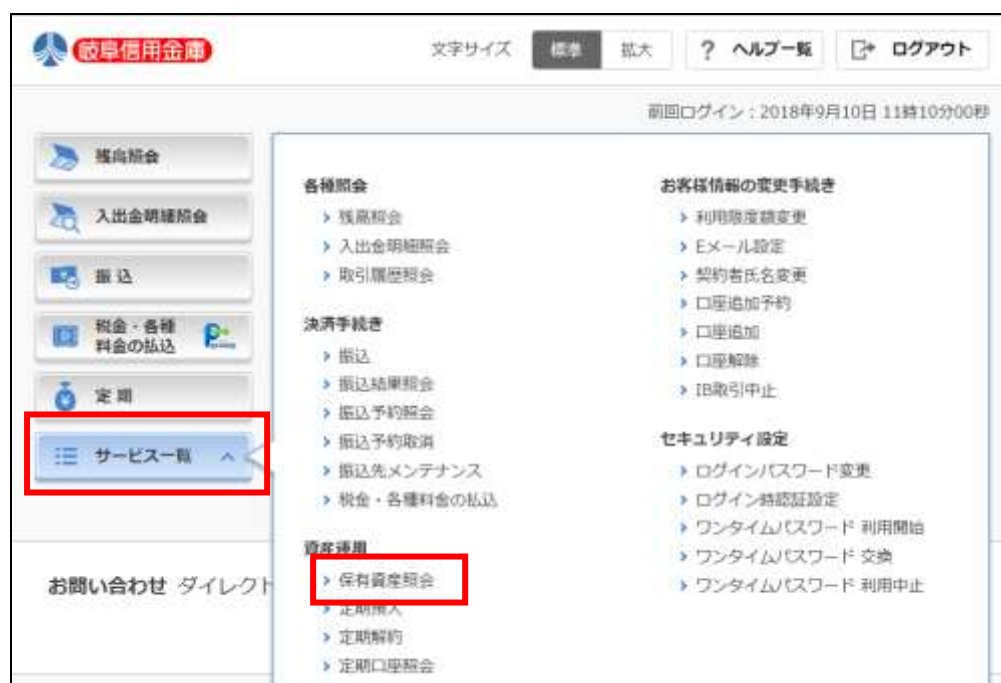 岐阜信用金庫
文字サイズ 標準 拡大 ? ヘルプ一覧 ログアウト
前回ログイン：2018年9月10日 11時10分00秒
残高照会
入出金明細照会
振込
税金・各種
料金の払込
定期
サービス一覧
各種照会
残高照会
入出金明細照会
取引履歴照会
決済手続き
振込
振込結果照会
振込予約照会
振込予約取消
振込先メンテナンス
税金・各種料金の払込
資産運用
保有資産照会
定期預入
定期解約
定期口座照会
お客様情報の変更手続き
利用限度額変更
Eメール設定
契約者氏名変更
口座追加予約
口座追加
口座解除
IB取引中止
セキュリティ設定
ログインパスワード変更
ログイン時認証設定
ワンタイムパスワード 利用開始
ワンタイムパスワード 交換
ワンタイムパスワード 利用中止
お問い合わせ ダイレクト